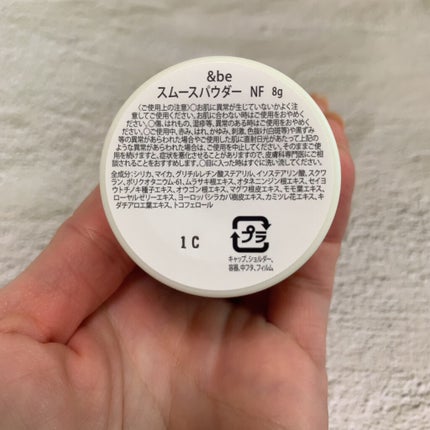 &be
スムースパウダー NF 8g
〈ご使用上の注意〉○お肌に異常が生じていないかよく注
意してご使用ください。お肌に合わない時はご使用をおやめく
ださい。○傷、はれもの、湿疹等、異常のある時はご使用をおやめく
ださい。○ご使用中、赤み、はれ、かゆみ、刺激、色抜け(白斑等)や黒ずみ
等の異常があらわれた場合、ご使用したお肌に直射日光があたって上記の
ような異常があらわれた場合は、ご使用を中止してください。そのままご使
用を続けますと、症状を悪化させることがありますので、皮膚科専門医にご相
談されることをおすすめします。○目に入った時はすぐに洗い流してください。
全成分:シリカ、マイカ、グリチルレチン酸ステアリル、イソステアリン酸、スクワ
ラン、ポリクオタニウム-61、ムラサキ根エキス、オタネニンジン根エキス、セイヨ
ウトチノキ種子エキス、オウゴン根エキス、マグワ根皮エキス、モモ葉エキス、
ローヤルゼリーエキス、ヨーロッパシラカバ樹皮エキス、カミツレ花エキス、キ
ダチアロエ葉エキス、トコフェロール
1C
プラ
キャップ、ショルダー、
容器、中フタ、フィルム